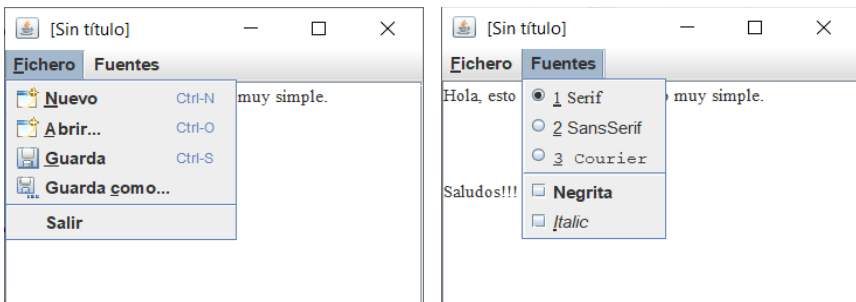 [Sin título]
Fichero Fuentes
Nuevo Ctrl-N
Abrir... Ctrl-O
Guarda Ctrl-S
Guarda como...
Salir
muy simple.
[Sin título]
Fichero Fuentes
Hola, esto
1 Serif
2 SansSerif
3 Courier
Negrita
Italic
o muy simple.
Saludos!!!